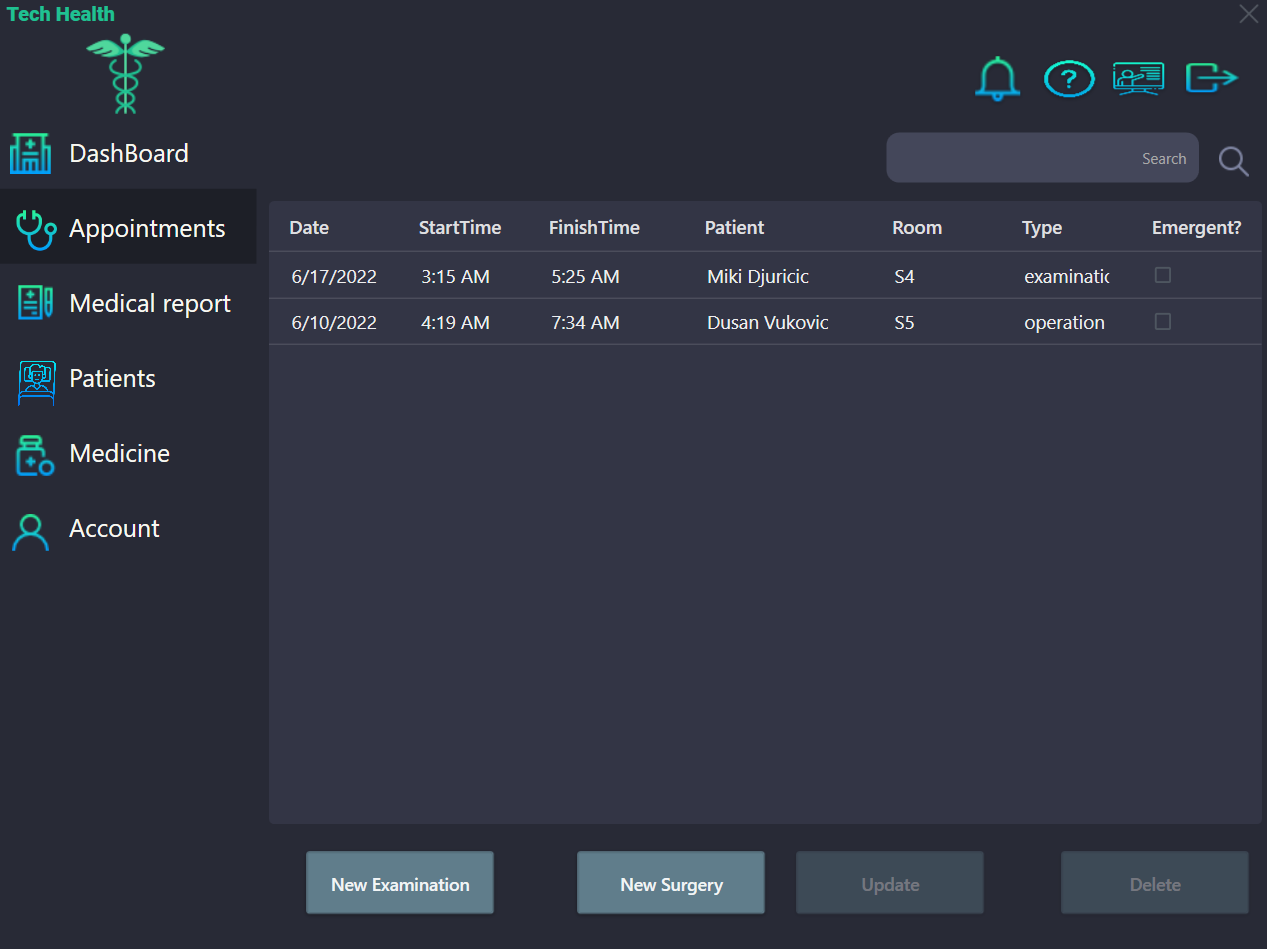 Tech Health
DashBoard
Search
Appointments
Medical report
Patients
Medicine
Account
Date StartTime FinishTime Patient Room Type Emergent?
6/17/2022 3:15 AM 5:25 AM Miki Djuricic S4 examinatic
6/10/2022 4:19 AM 7:34 AM Dusan Vukovic S5 operation
New Examination New Surgery Update Delete